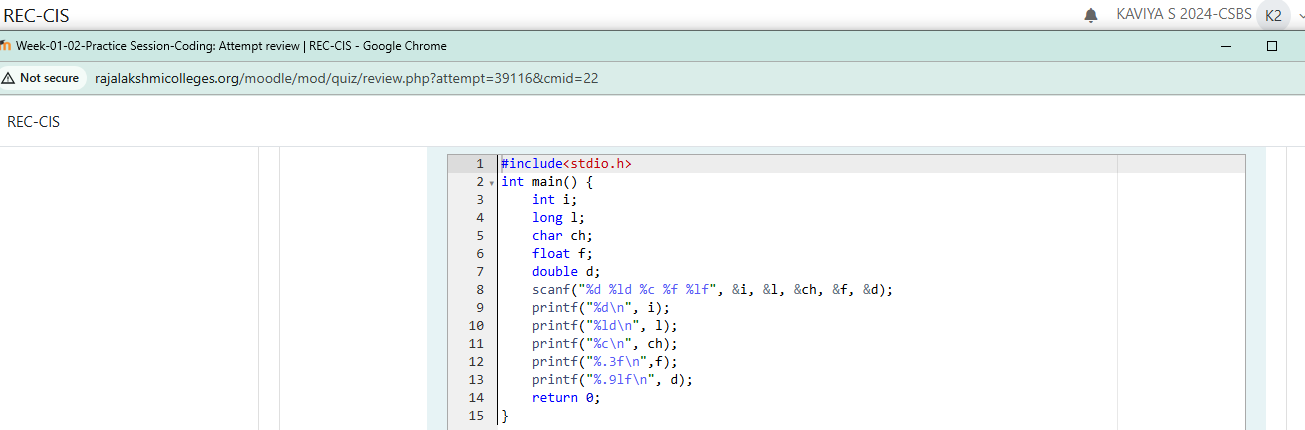 REC-CIS
KAVIYA S 2024-CSBS K2
Week-01-02-Practice Session-Coding: Attempt review | REC-CIS - Google Chrome
Not secure rajalakshmicolleges.org/moodle/mod/quiz/review.php?attempt=39116&cmid=22
REC-CIS
1 #include<stdio.h>
2 int main() {
3 int i;
4 long l;
5 char ch;
6 float f;
7 double d;
8 scanf("%d %ld %c %f %lf", &i, &l, &ch, &f, &d);
9 printf("%d\n", i);
10 printf("%ld\n", l);
11 printf("%c\n", ch);
12 printf("%.3f\n",f);
13 printf("%.9lf\n", d);
14 return 0;
15 }